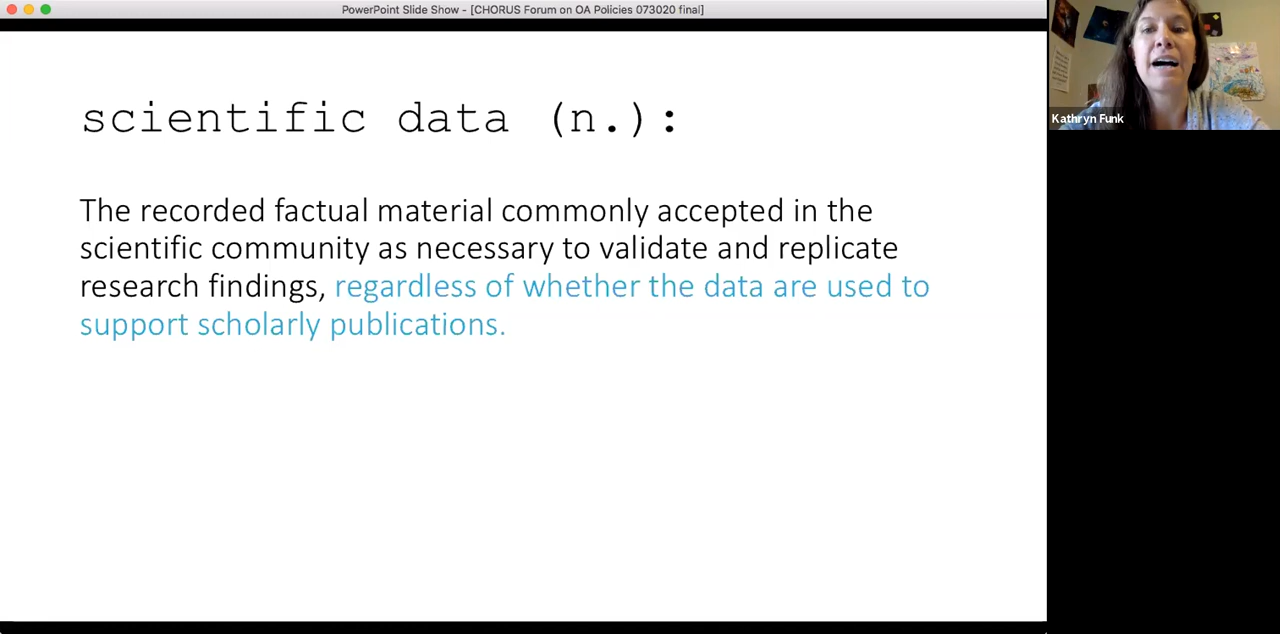 PowerPoint Slide Show - [CHORUS Forum on OA Policies 073020 final]
scientific data (n.):
The recorded factual material commonly accepted in the
scientific community as necessary to validate and replicate
research findings, regardless of whether the data are used to
support scholarly publications.
Kathryn Funk